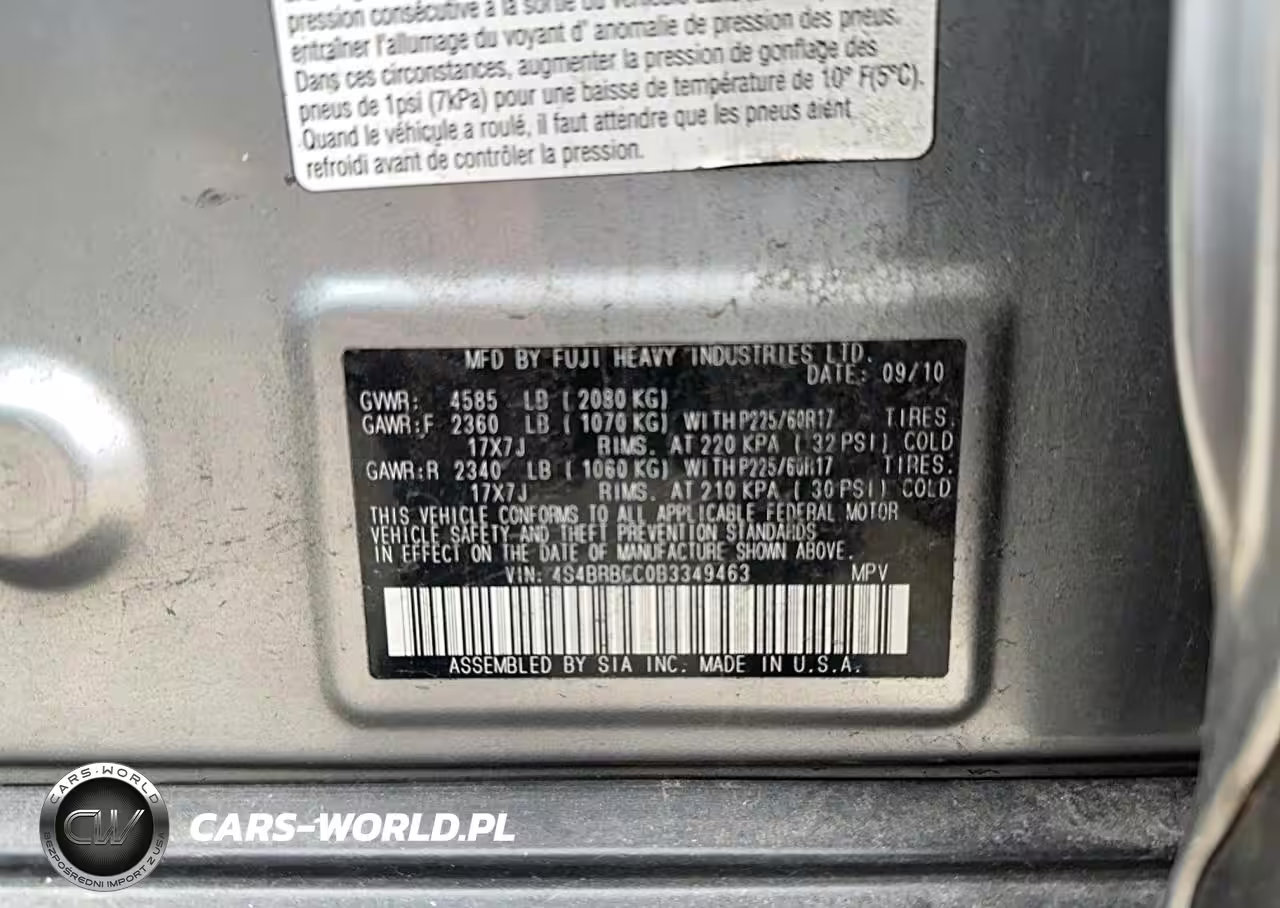 pression consécutive à la sortie du véhicule
entraîner l'allumage du voyant d' anomalie de pression des pneus.
Dans ces circonstances, augmenter la pression de gonflage des
pneus de 1psi (7kPa) pour une baisse de température de 10° F(5°C).
Quand le véhicule a roulé, il faut attendre que les pneus aient
refroidi avant de contrôler la pression.
MFD BY FUJI HEAVY INDUSTRIES LTD.
DATE: 09/10
GVWR: 4585 LB (2080 KG)
GAWR:F 2360 LB (1070 KG) WITH P225/60R17 TIRES.
17X7J RIMS. AT 220 KPA (32 PSI) COLD
GAWR:R 2340 LB (1060 KG) WITH P225/60R17 TIRES.
17X7J RIMS. AT 210 KPA (30 PSI) COLD
THIS VEHICLE CONFORMS TO ALL APPLICABLE FEDERAL MOTOR
VEHICLE SAFETY AND THEFT PREVENTION STANDARDS
IN EFFECT ON THE DATE OF MANUFACTURE SHOWN ABOVE.
VIN: 4S4BRBCC0B3349463 MPV
ASSEMBLED BY SIA INC. MADE IN U.S.A.
CARS-WORLD
CW
BEZPOŚREDNI IMPORT Z USA
CARS-WORLD.PL